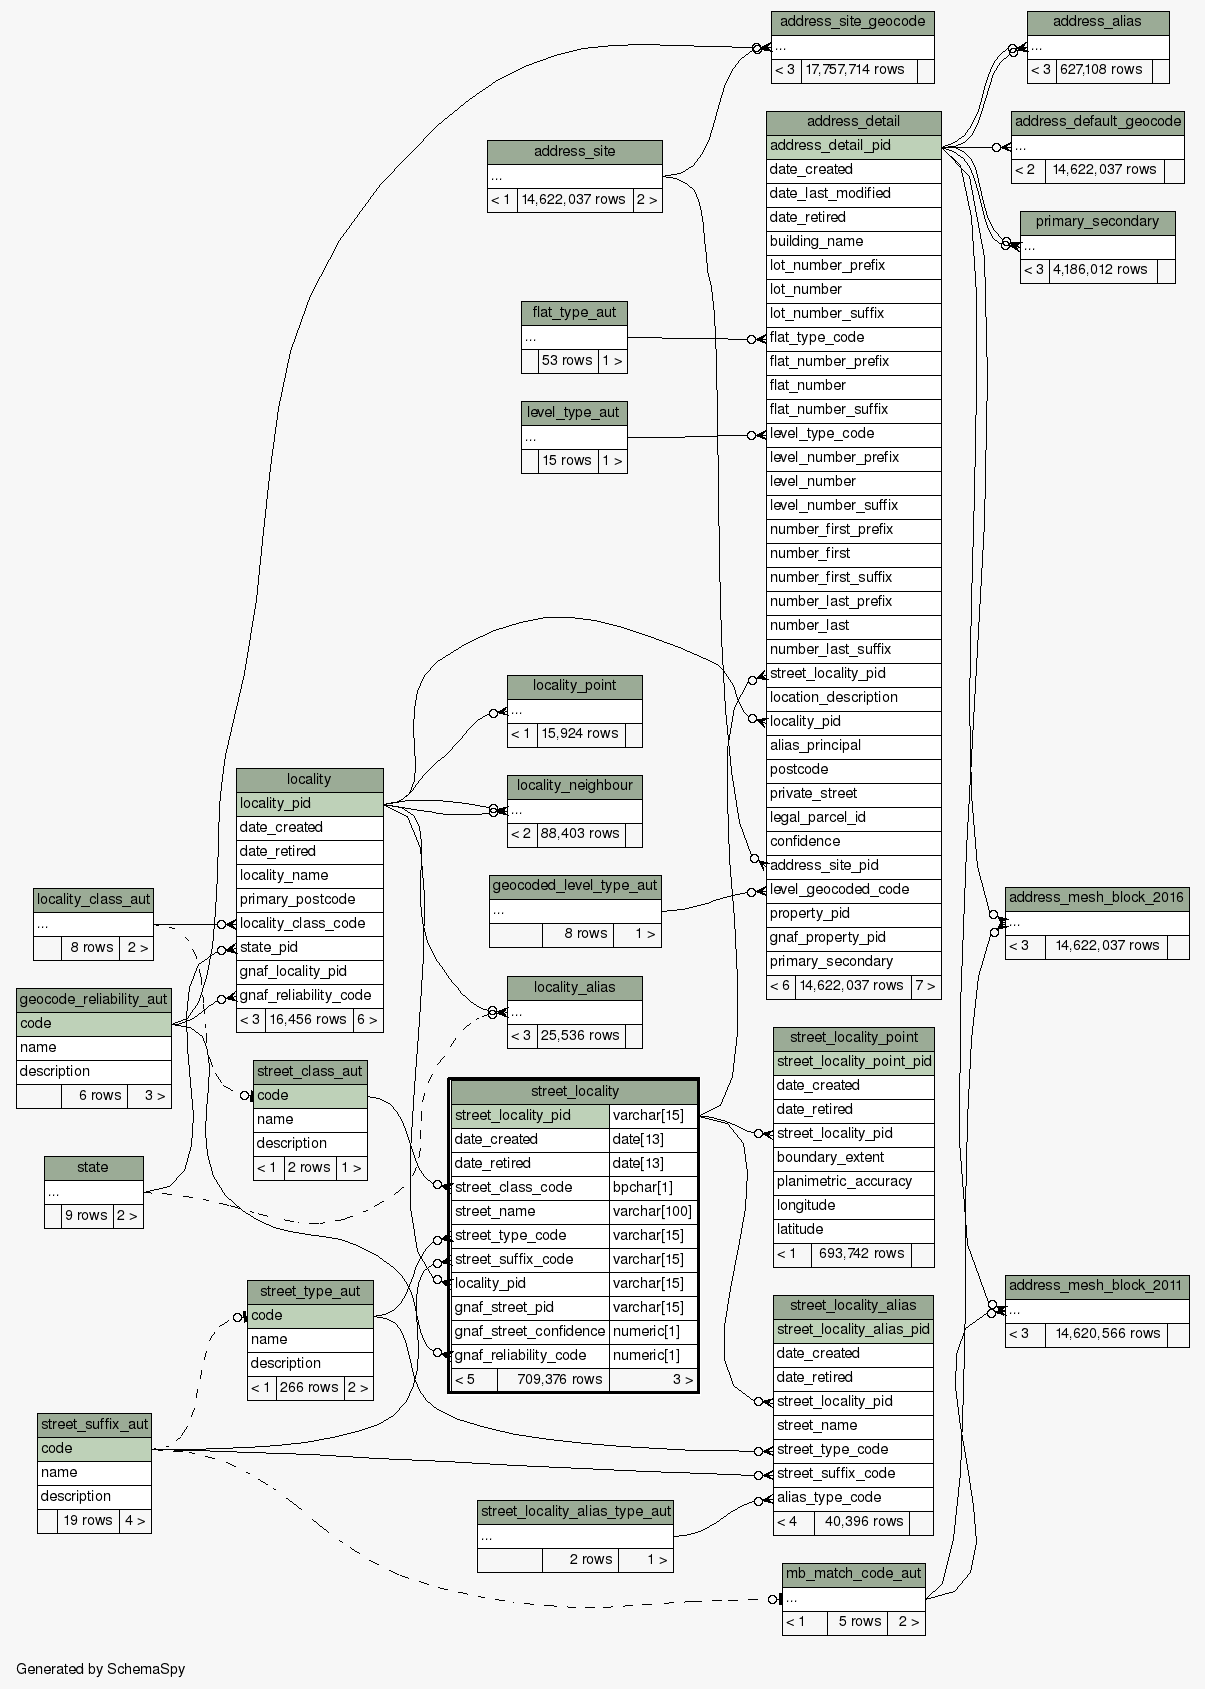 address_site_geocode
...
< 3 17,757,714 rows
address_alias
...
< 3 627,108 rows
address_detail
address_detail_pid
date_created
date_last_modified
date_retired
building_name
lot_number_prefix
lot_number
lot_number_suffix
flat_type_code
flat_number_prefix
flat_number
flat_number_suffix
level_type_code
level_number_prefix
level_number
level_number_suffix
number_first_prefix
number_first
number_first_suffix
number_last_prefix
number_last
number_last_suffix
street_locality_pid
location_description
locality_pid
alias_principal
postcode
private_street
legal_parcel_id
confidence
address_site_pid
level_geocoded_code
property_pid
gnaf_property_pid
primary_secondary
< 6 14,622,037 rows 7 >
address_default_geocode
...
< 2 14,622,037 rows
address_site
...
< 1 14,622,037 rows 2 >
primary_secondary
...
< 3 4,186,012 rows
flat_type_aut
...
53 rows 1 >
level_type_aut
...
15 rows 1 >
locality_point
...
< 1 15,924 rows
locality
locality_pid
date_created
date_retired
locality_name
primary_postcode
locality_class_code
state_pid
gnaf_locality_pid
gnaf_reliability_code
< 3 16,456 rows 6 >
locality_neighbour
...
< 2 88,403 rows
geocoded_level_type_aut
...
8 rows 1 >
locality_class_aut
...
8 rows 2 >
address_mesh_block_2016
...
< 3 14,622,037 rows
locality_alias
...
< 3 25,536 rows
geocode_reliability_aut
code
name
description
6 rows 3 >
street_locality_point
street_locality_point_pid
date_created
date_retired
street_locality_pid
boundary_extent
planimetric_accuracy
longitude
latitude
< 1 693,742 rows
street_class_aut
code
name
description
< 1 2 rows 1 >
street_locality
street_locality_pid varchar[15]
date_created date[13]
date_retired date[13]
street_class_code bpchar[1]
street_name varchar[100]
street_type_code varchar[15]
street_suffix_code varchar[15]
locality_pid varchar[15]
gnaf_street_pid varchar[15]
gnaf_street_confidence numeric[1]
gnaf_reliability_code numeric[1]
< 5 709,376 rows 3 >
state
...
9 rows 2 >
address_mesh_block_2011
...
< 3 14,620,566 rows
street_type_aut
code
name
description
< 1 266 rows 2 >
street_locality_alias
street_locality_alias_pid
date_created
date_retired
street_locality_pid
street_name
street_type_code
street_suffix_code
alias_type_code
< 4 40,396 rows
street_suffix_aut
code
name
description
19 rows 4 >
street_locality_alias_type_aut
...
2 rows 1 >
mb_match_code_aut
...
< 1 5 rows 2 >
Generated by SchemaSpy